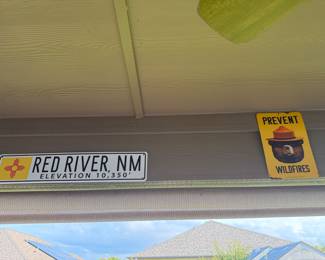 RED RIVER, NM
ELEVATION 10,350'
PREVENT
WILDFIRES